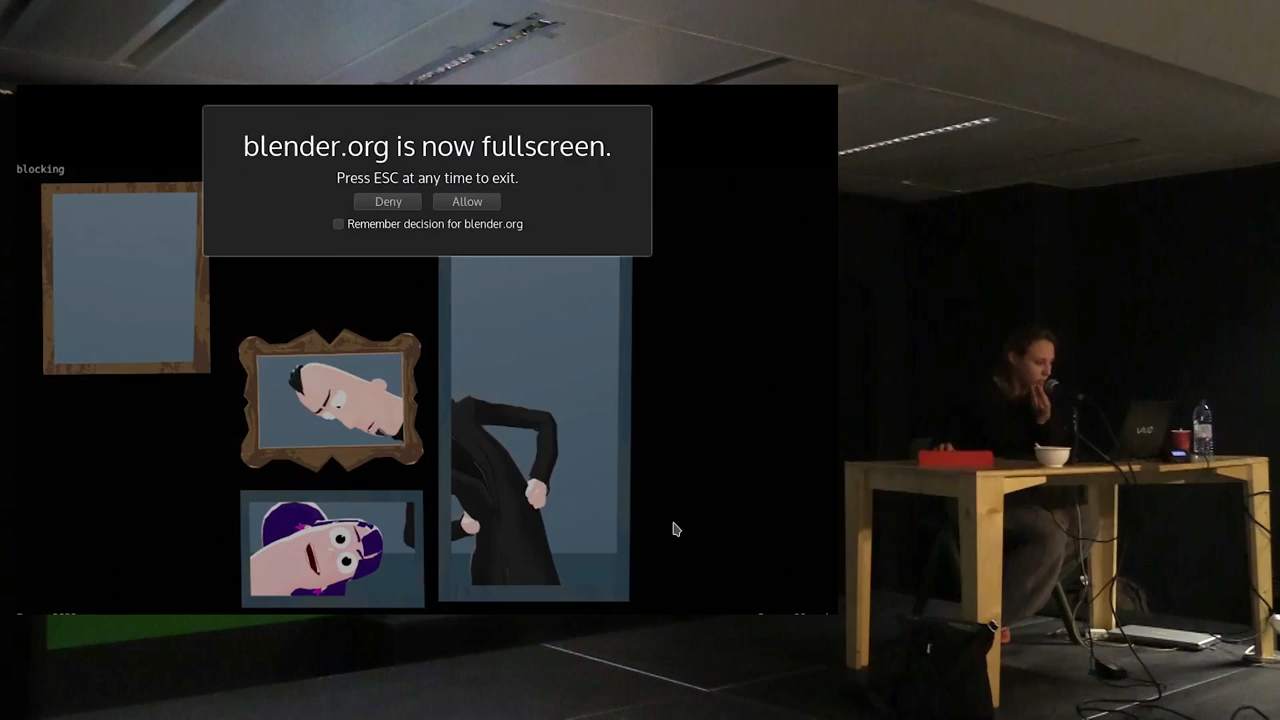 blender.org is now fullscreen.
Press ESC at any time to exit.
Deny
Allow
Remember decision for blender.org
blocking
VAIO